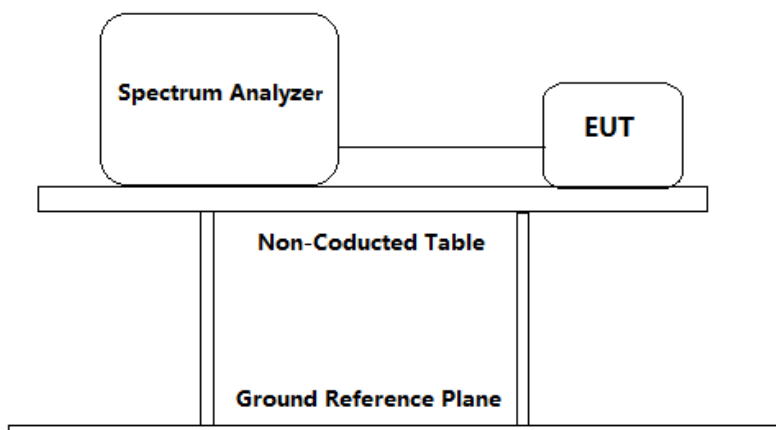 Spectrum Analyzer
EUT
Non-Coducted Table
Ground Reference Plane